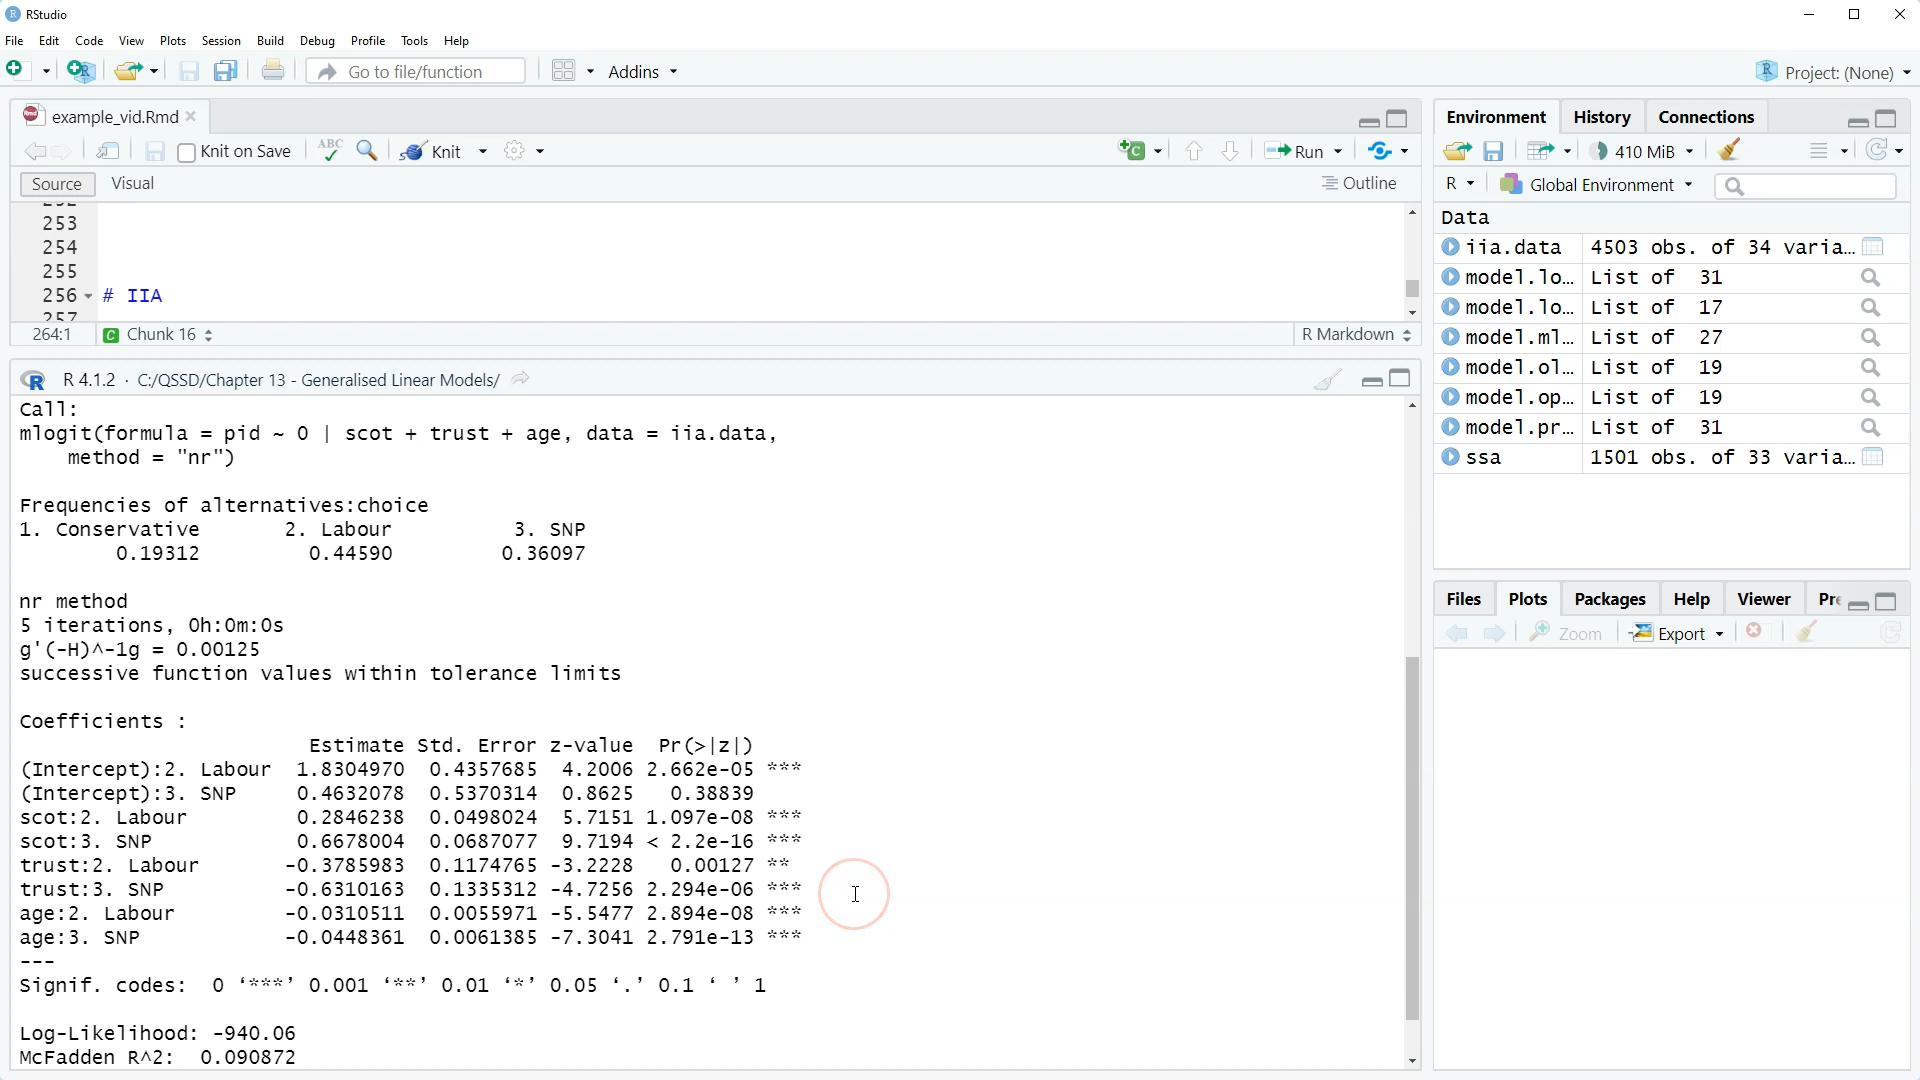 RStudio
File Edit Code View Plots Session Build Debug Profile Tools Help
Go to file/function Addins Project: (None)
example_vid.Rmd
Knit on Save ABC Knit Run
Source Visual Outline
253
254
255
256 # IIA
257
264:1 Chunk 16 R Markdown
R 4.1.2 · C:/QSSD/Chapter 13 - Generalised Linear Models/
Call:
mlogit(formula = pid ~ 0 | scot + trust + age, data = iia.data,
method = "nr")
Frequencies of alternatives:choice
1. Conservative 2. Labour 3. SNP
0.19312 0.44590 0.36097
nr method
5 iterations, 0h:0m:0s
g'(-H)^-1g = 0.00125
successive function values within tolerance limits
Coefficients :
Estimate Std. Error z-value Pr(>|z|)
(Intercept):2. Labour 1.8304970 0.4357685 4.2006 2.662e-05 ***
(Intercept):3. SNP 0.4632078 0.5370314 0.8625 0.38839
scot:2. Labour 0.2846238 0.0498024 5.7151 1.097e-08 ***
scot:3. SNP 0.6678004 0.0687077 9.7194 < 2.2e-16 ***
trust:2. Labour -0.3785983 0.1174765 -3.2228 0.00127 **
trust:3. SNP -0.6310163 0.1335312 -4.7256 2.294e-06 ***
age:2. Labour -0.0310511 0.0055971 -5.5477 2.894e-08 ***
age:3. SNP -0.0448361 0.0061385 -7.3041 2.791e-13 ***
---
Signif. codes: 0 ‘***’ 0.001 ‘**’ 0.01 ‘*’ 0.05 ‘.’ 0.1 ‘ ’ 1
Log-Likelihood: -940.06
McFadden R^2: 0.090872
Environment History Connections
410 MiB
R Global Environment
Data
iia.data 4503 obs. of 34 varia…
model.lo… List of 31
model.lo… List of 17
model.ml… List of 27
model.ol… List of 19
model.op… List of 19
model.pr… List of 31
ssa 1501 obs. of 33 varia…
Files Plots Packages Help Viewer Pre
Zoom Export